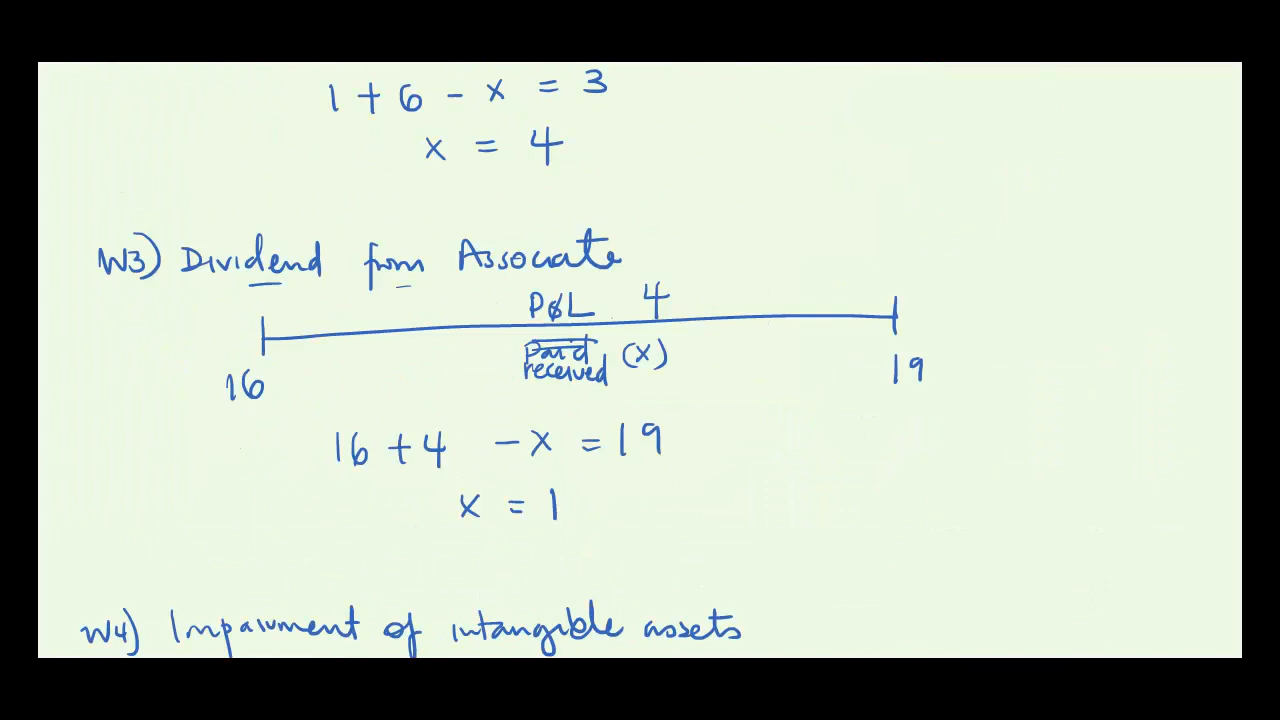 1 + 6 - x = 3
x = 4
W3) Dividend from Associate
P&L 4
16 19
paid (x)
received
16 + 4 - x = 19
x = 1
W4) Impairment of intangible assets